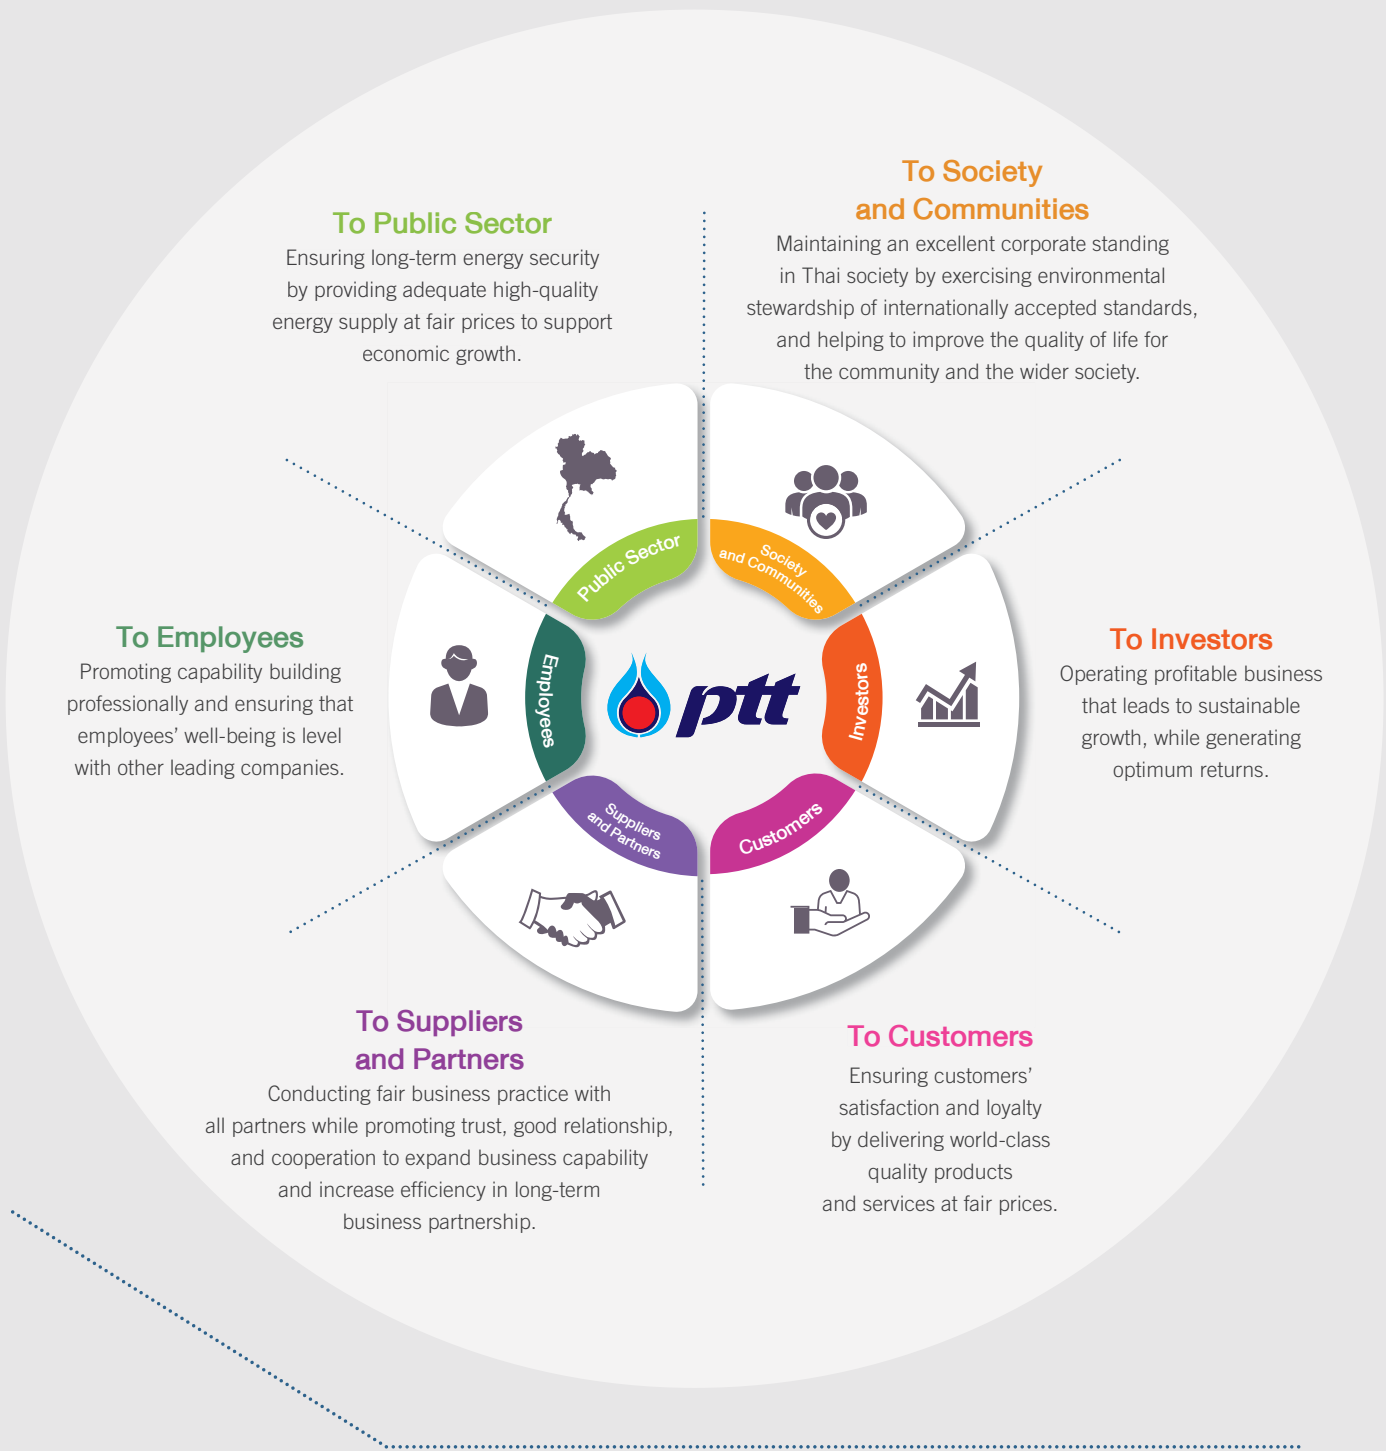 To Public Sector
Ensuring long-term energy security
by providing adequate high-quality
energy supply at fair prices to support
economic growth.
To Society
and Communities
Maintaining an excellent corporate standing
in Thai society by exercising environmental
stewardship of internationally accepted standards,
and helping to improve the quality of life for
the community and the wider society.
Public Sector
Society
and Communities
To Employees
Promoting capability building
professionally and ensuring that
employees’ well-being is level
with other leading companies.
Employees
ptt
Investors
To Investors
Operating profitable business
that leads to sustainable
growth, while generating
optimum returns.
Suppliers
and Partners
Customers
To Suppliers
and Partners
Conducting fair business practice with
all partners while promoting trust, good relationship,
and cooperation to expand business capability
and increase efficiency in long-term
business partnership.
To Customers
Ensuring customers’
satisfaction and loyalty
by delivering world-class
quality products
and services at fair prices.